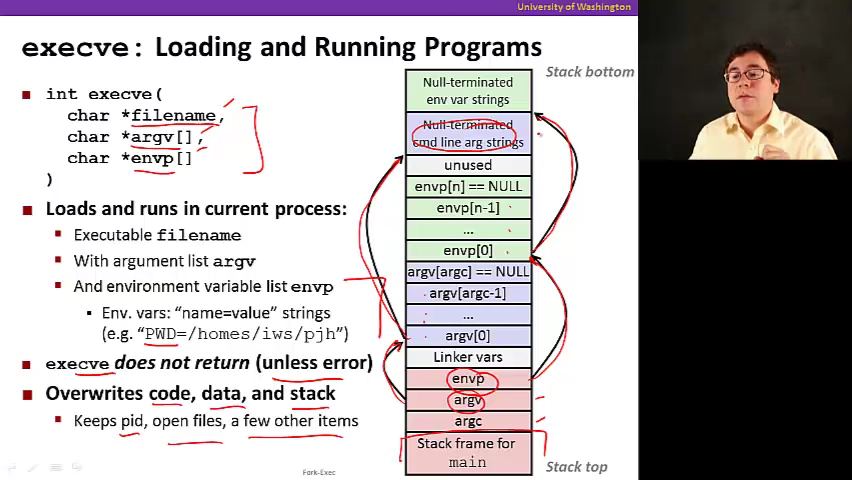 University of Washington
execve: Loading and Running Programs
■ int execve(
char *filename,
char *argv[],
char *envp[]
)
■ Loads and runs in current process:
▪ Executable filename
▪ With argument list argv
▪ And environment variable list envp
▪ Env. vars: “name=value” strings
(e.g. “PWD=/homes/iws/pjh”)
■ execve does not return (unless error)
■ Overwrites code, data, and stack
▪ Keeps pid, open files, a few other items
Fork-Exec
Stack bottom
Null-terminated
env var strings
Null-terminated
cmd line arg strings
unused
envp[n] == NULL
envp[n-1]
...
envp[0]
argv[argc] == NULL
argv[argc-1]
...
argv[0]
Linker vars
envp
argv
argc
Stack frame for
main
Stack top